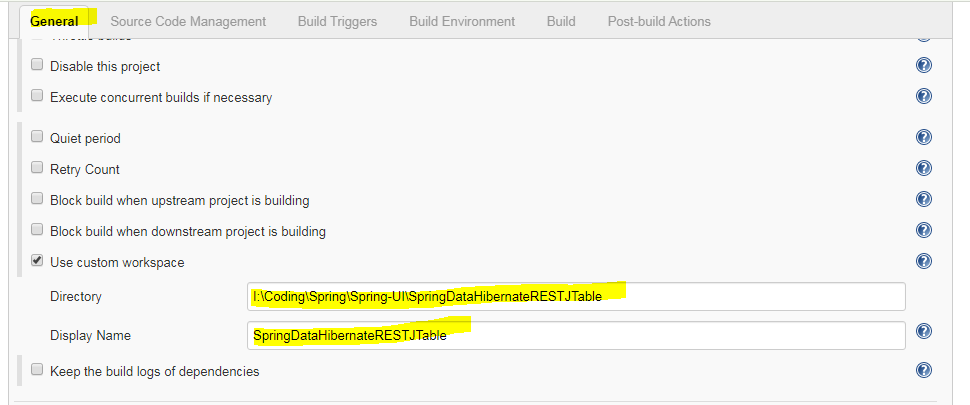 General Source Code Management Build Triggers Build Environment Build Post-build Actions
Throttle builds
Disable this project
Execute concurrent builds if necessary
Quiet period
Retry Count
Block build when upstream project is building
Block build when downstream project is building
Use custom workspace
Directory I:\Coding\Spring\Spring-UI\SpringDataHibernateRESTJTable
Display Name SpringDataHibernateRESTJTable
Keep the build logs of dependencies